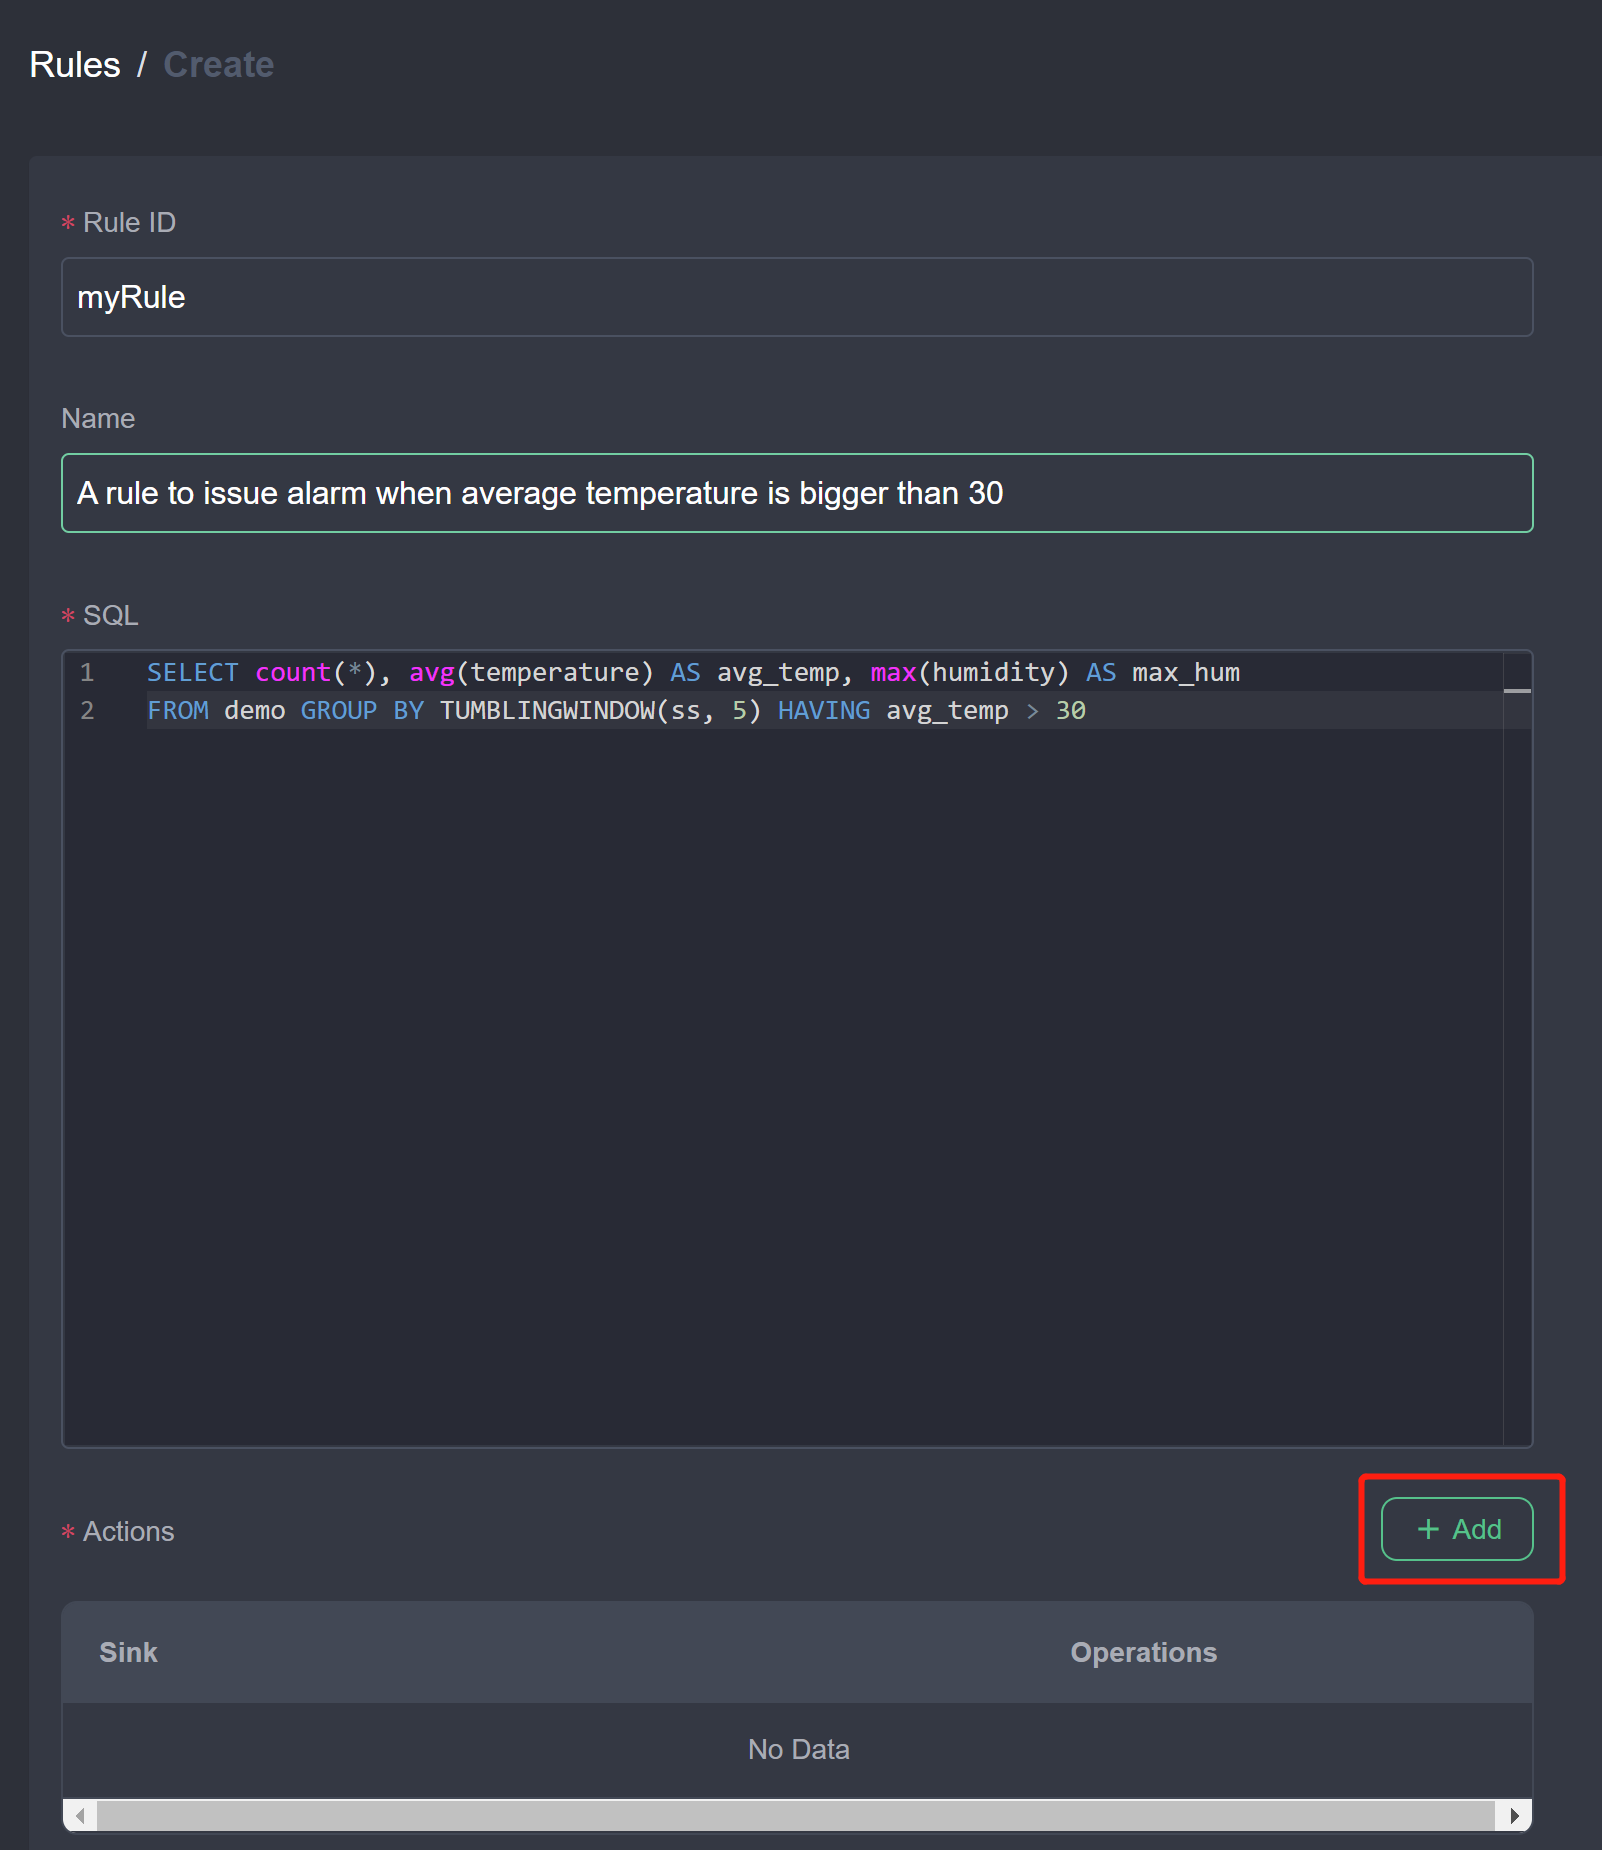 Rules / Create
* Rule ID
myRule
Name
A rule to issue alarm when average temperature is bigger than 30
* SQL
1 SELECT count(*), avg(temperature) AS avg_temp, max(humidity) AS max_hum
2 FROM demo GROUP BY TUMBLINGWINDOW(ss, 5) HAVING avg_temp > 30
* Actions
+ Add
Sink Operations
No Data